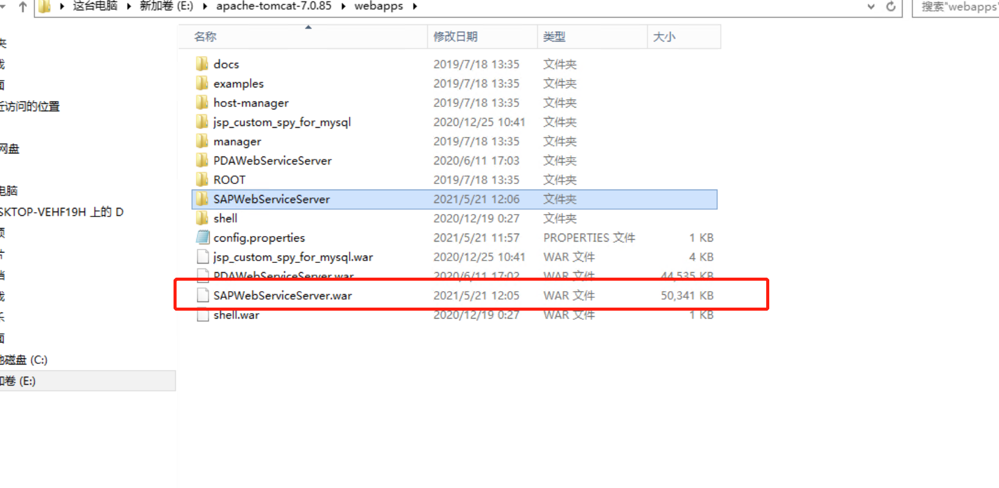 这台电脑 新加卷 (E:) apache-tomcat-7.0.85 webapps
搜索"webapps"
名称 修改日期 类型 大小
docs 2019/7/18 13:35 文件夹
examples 2019/7/18 13:35 文件夹
host-manager 2019/7/18 13:35 文件夹
jsp_custom_spy_for_mysql 2020/12/25 10:41 文件夹
manager 2019/7/18 13:35 文件夹
PDAWebServiceServer 2020/6/11 17:03 文件夹
ROOT 2019/7/18 13:35 文件夹
SAPWebServiceServer 2021/5/21 12:06 文件夹
shell 2020/12/19 0:27 文件夹
config.properties 2021/5/21 11:57 PROPERTIES 文件 1 KB
jsp_custom_spy_for_mysql.war 2020/12/25 10:41 WAR 文件 4 KB
PDAWebServiceServer.war 2020/6/11 17:02 WAR 文件 44,535 KB
SAPWebServiceServer.war 2021/5/21 12:05 WAR 文件 50,341 KB
shell.war 2020/12/19 0:27 WAR 文件 1 KB
夹
面
访问的位置
网盘
电脑
SKTOP-VEHF19H 上的 D
片
面
磁盘 (C:)
卷 (E:)